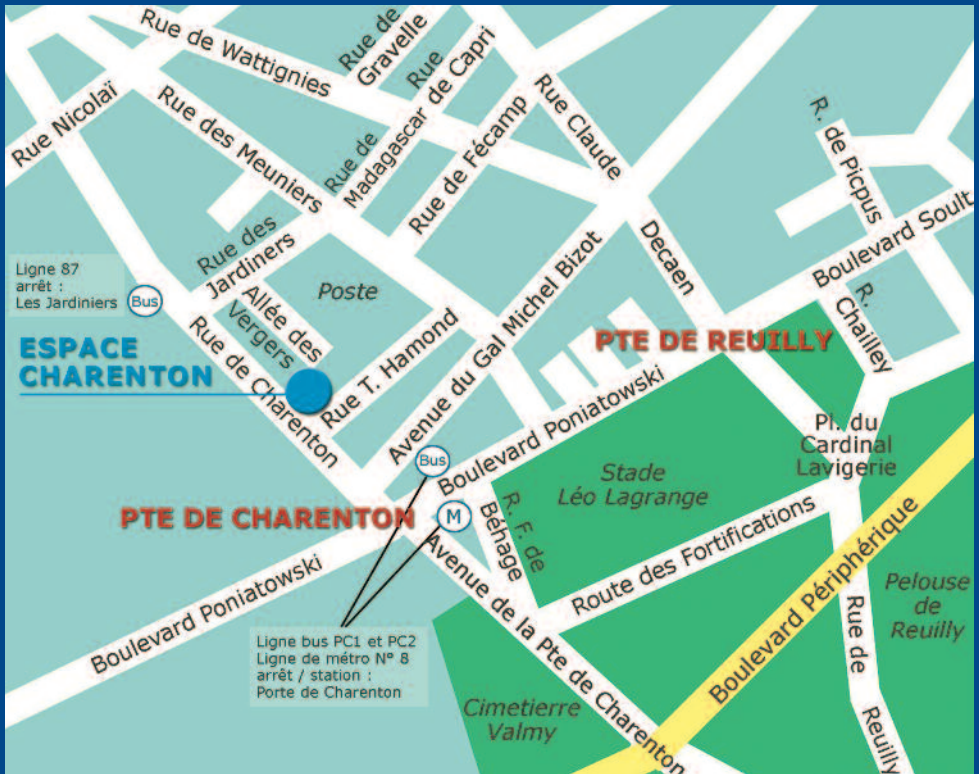 Rue de Wattignies
Rue de
Gravelle
Rue
de Capri
Rue Nicolaï
Rue des Meuniers
Rue de
Madagascar
Rue de Fécamp
Rue Claude
Decaen
R. de Picpus
Boulevard Soult
R.
Chailley
Rue des
Jardiners
Ligne 87
arrêt :
Les Jardiniers
Bus
Allée des
Vergers
Poste
Avenue du Gal Michel Bizot
ESPACE
CHARENTON
Rue de Charenton
Rue T. Hamond
PTE DE REUILLY
Boulevard Poniatowski
Bus
Pl. du
Cardinal
Lavigerie
Stade
Léo Lagrange
PTE DE CHARENTON
M
R. F. de
Béhage
Route des Fortifications
Boulevard Périphérique
Boulevard Poniatowski
Avenue de la Pte de Charenton
Pelouse
de
Reuilly
Rue de
Reuilly
Ligne bus PC1 et PC2
Ligne de métro N° 8
arrêt / station :
Porte de Charenton
Cimetierre
Valmy